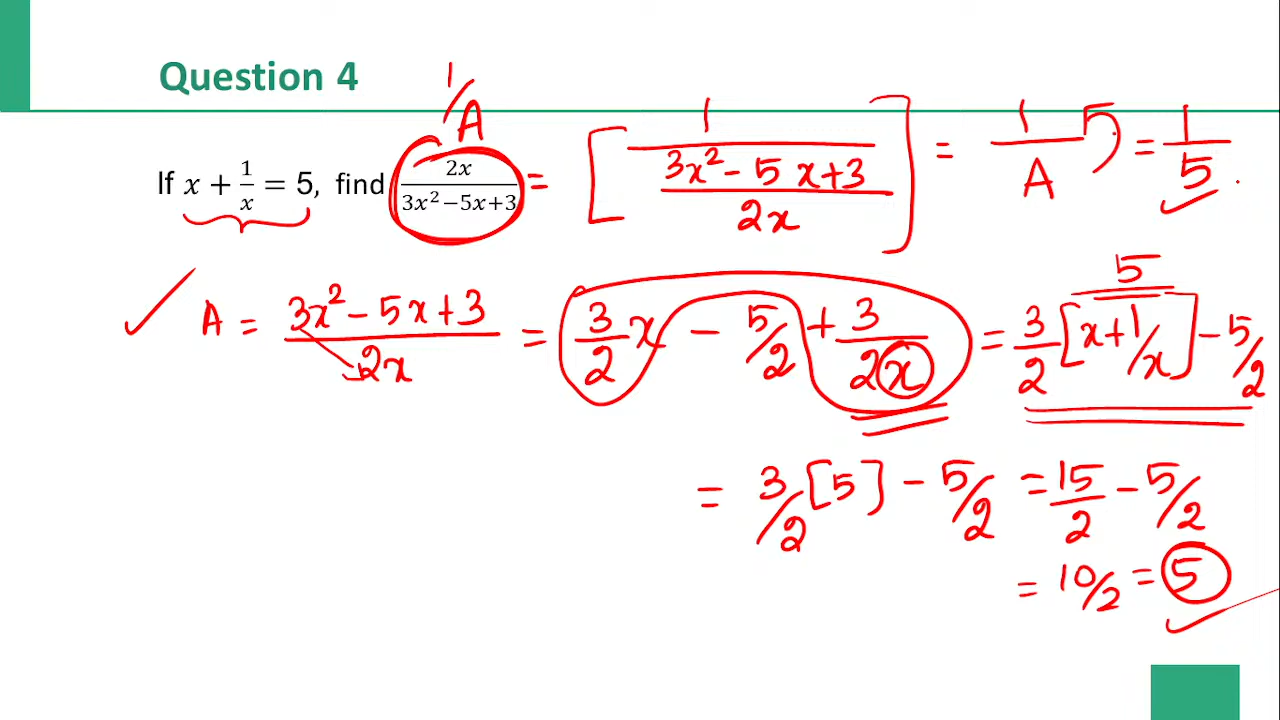 Question 4
If x + 1/x = 5, find 2x/(3x² −5x+3) = [1/((3x² − 5x+3)/2x)] = 1/A = 1/5
1/A
5
A = (3x² − 5x+3)/2x = 3/2 x − 5/2 + 3/2x = 3/2 [x+1/x] − 5/2
5
= 3/2 [5] − 5/2 = 15/2 − 5/2
= 10/2 = 5